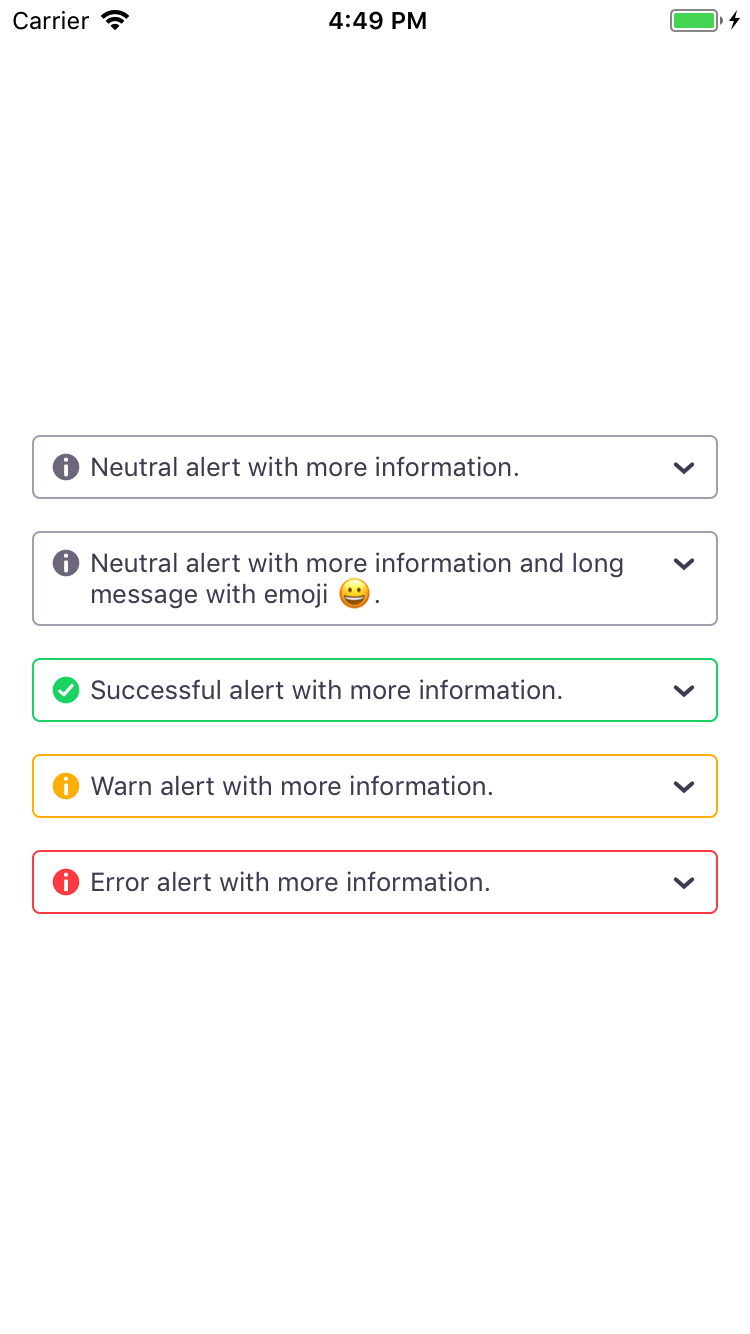 Carrier 4:49 PM
Neutral alert with more information.
Neutral alert with more information and long
message with emoji 😀.
Successful alert with more information.
Warn alert with more information.
Error alert with more information.